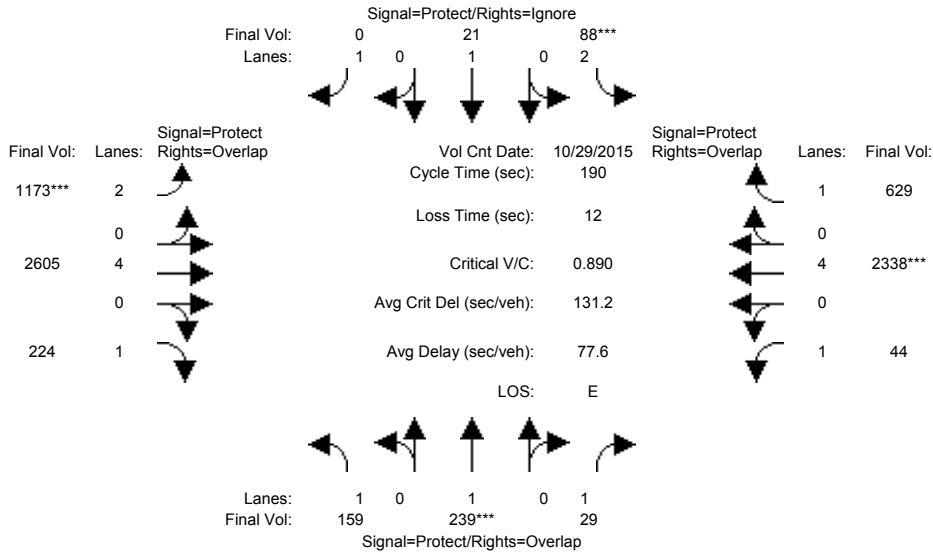 Signal=Protect/Rights=Ignore
Final Vol: 0 21 88***
Lanes: 1 0 1 0 2
Signal=Protect Signal=Protect
Final Vol: Lanes: Rights=Overlap Vol Cnt Date: 10/29/2015 Rights=Overlap Lanes: Final Vol:
Cycle Time (sec): 190
1173*** 2 1 629
Loss Time (sec): 12
0 0
2605 4 Critical V/C: 0.890 4 2338***
0 Avg Crit Del (sec/veh): 131.2 0
224 1 Avg Delay (sec/veh): 77.6 1 44
LOS: E
Lanes: 1 0 1 0 1
Final Vol: 159 239*** 29
Signal=Protect/Rights=Overlap